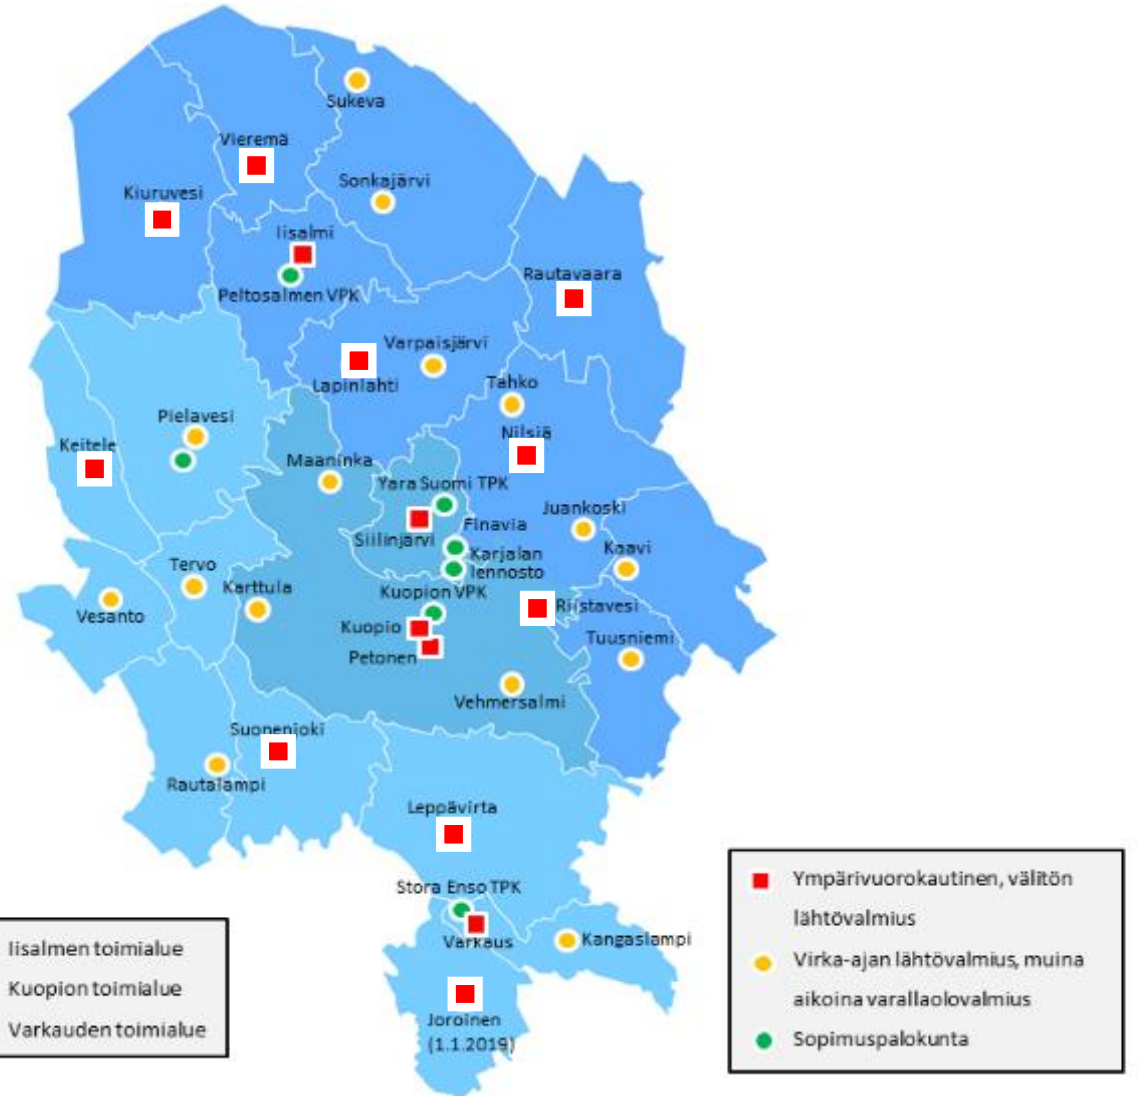 Sukeva
Vieremä
Sonkajärvi
Kiuruvesi
Iisalmi
Rautavaara
Peltosalmen VPK
Varpaisjärvi
Lapinlahti
Tahko
Pielavesi
Nilsiä
Keitele
Maaninka
Yara Suomi TPK
Juankoski
Finavia
Siilinjärvi
Karjalan
lennosto
Kaavi
Tervo
Karttula
Kuopion VPK
Vesanto
Riistavesi
Kuopio
Tuusniemi
Petonen
Vehmersalmi
Suonenjoki
Rautalampi
Leppävirta
Stora Enso TPK
Varkaus
Kangaslampi
Joroinen
(1.1.2019)
Iisalmen toimialue
Kuopion toimialue
Varkauden toimialue
Ympärivuorokautinen, välitön
lähtövalmius
Virka-ajan lähtövalmius, muina
aikoina varallaolovalmius
Sopimuspalokunta